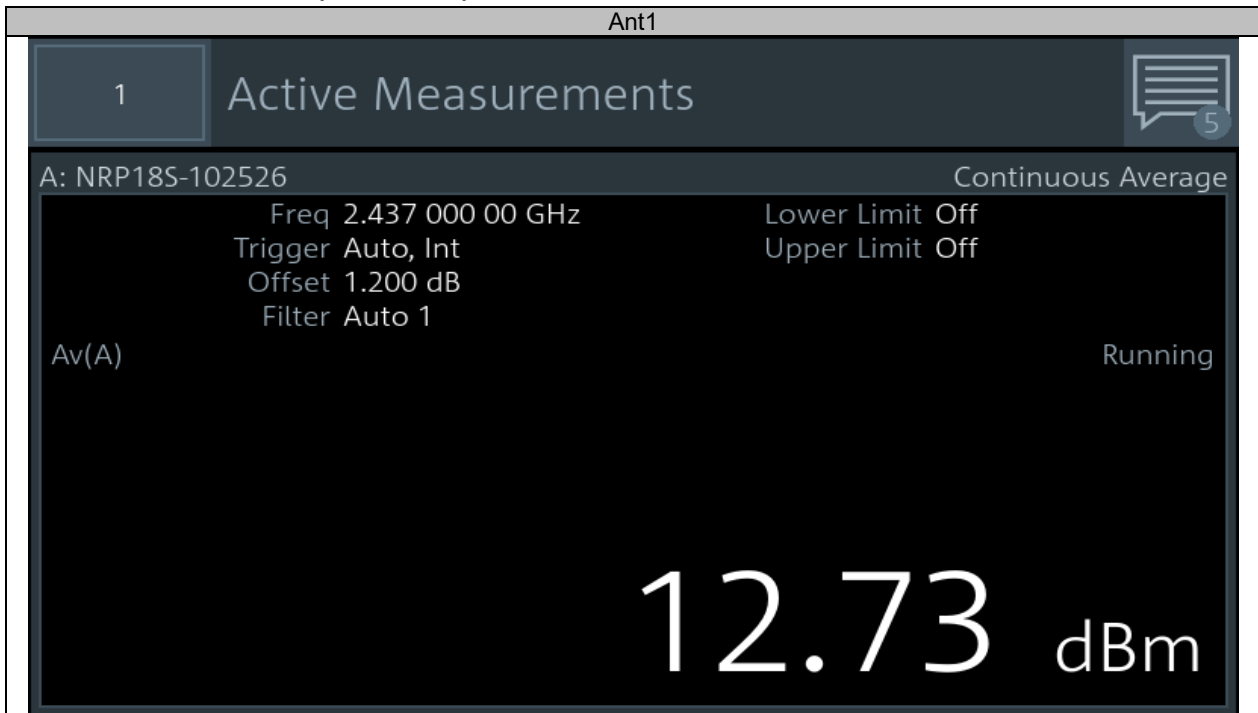 Ant1
1 Active Measurements 5
A: NRP18S-102526 Continuous Average
Freq 2.437 000 00 GHz Lower Limit Off
Trigger Auto, Int Upper Limit Off
Offset 1.200 dB
Filter Auto 1
Av(A) Running
12.73 dBm